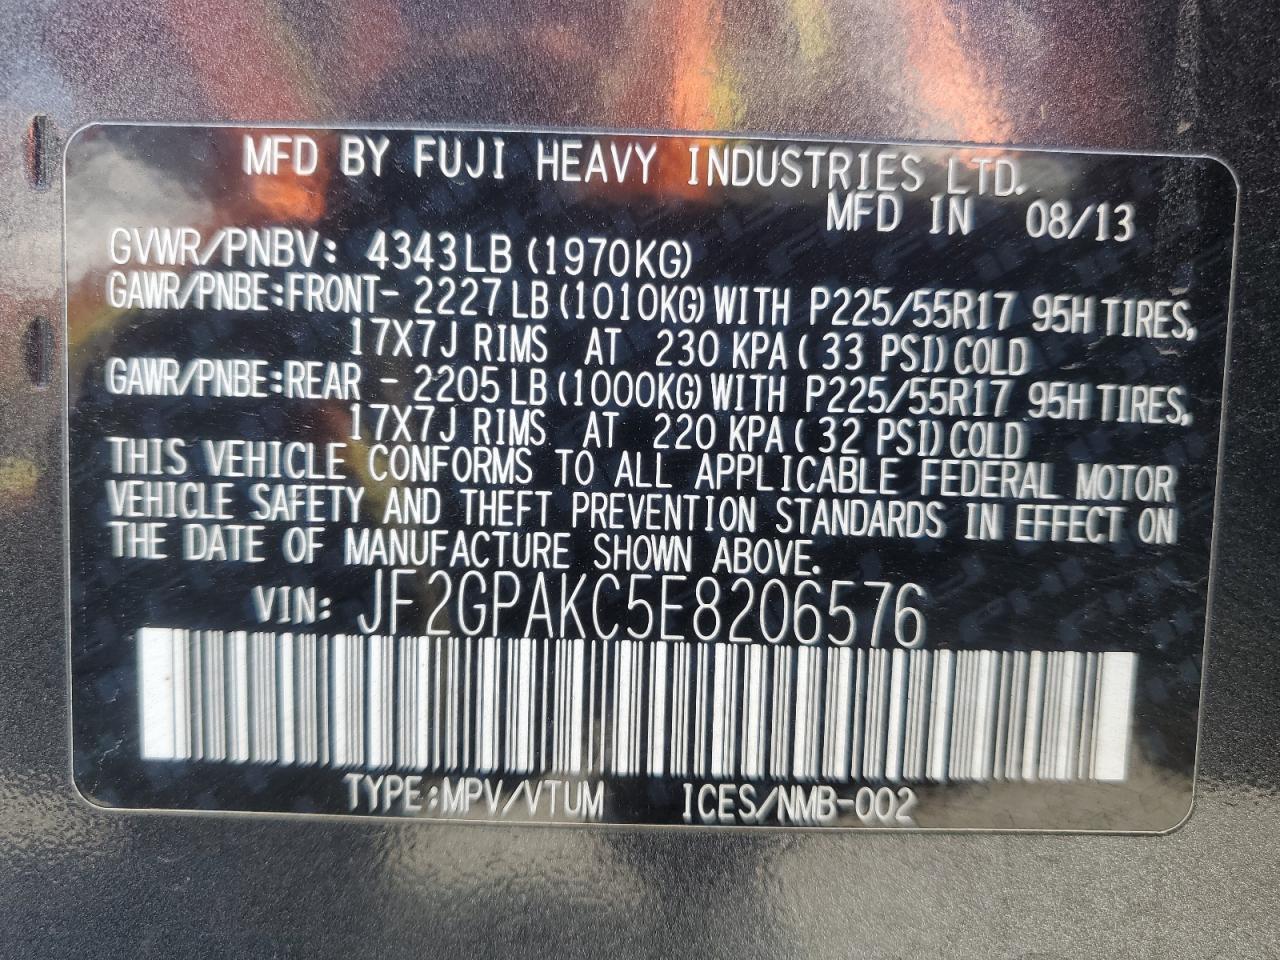 MFD BY FUJI HEAVY INDUSTRIES LTD.
MFD IN 08/13
GVWR/PNBV: 4343LB (1970KG)
GAWR/PNBE:FRONT- 2227LB(1010KG)WITH P225/55R17 95H TIRES,
17X7J RIMS AT 230 KPA( 33 PSI)COLD
GAWR/PNBE:REAR - 2205LB(1000KG)WITH P225/55R17 95H TIRES,
17X7J RIMS AT 220 KPA( 32 PSI)COLD
THIS VEHICLE CONFORMS TO ALL APPLICABLE FEDERAL MOTOR
VEHICLE SAFETY AND THEFT PREVENTION STANDARDS IN EFFECT ON
THE DATE OF MANUFACTURE SHOWN ABOVE.
VIN: JF2GPAKC5E8206576
TYPE:MPV/VTUM ICES/NMB-002